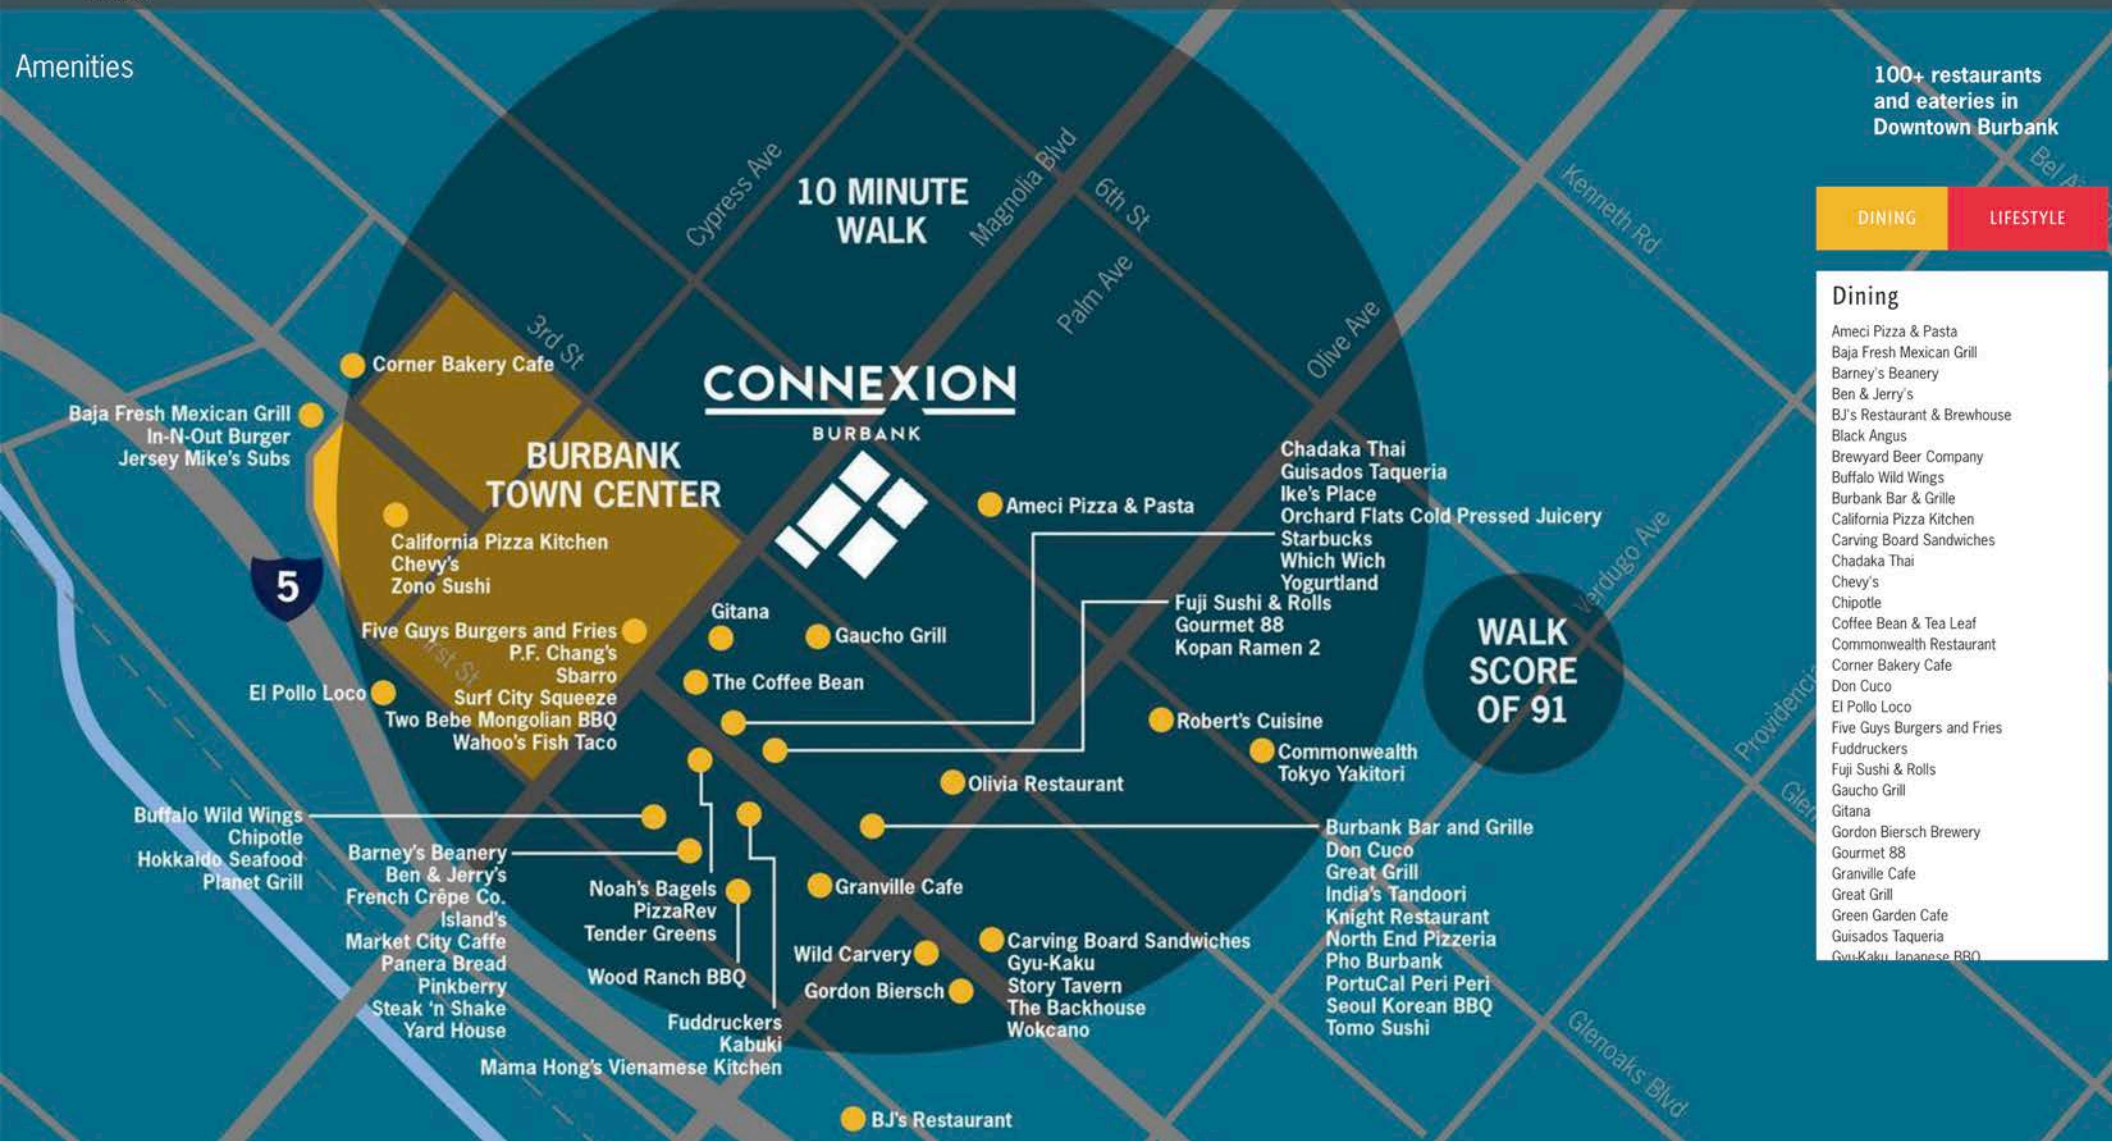 Amenities
100+ restaurants
and eateries in
Downtown Burbank
DINING
LIFESTYLE
Dining
Ameci Pizza & Pasta
Baja Fresh Mexican Grill
Barney's Beanery
Ben & Jerry's
BJ's Restaurant & Brewhouse
Black Angus
Brewyard Beer Company
Buffalo Wild Wings
Burbank Bar & Grille
California Pizza Kitchen
Carving Board Sandwiches
Chadaka Thai
Chevy's
Chipotle
Coffee Bean & Tea Leaf
Commonwealth Restaurant
Corner Bakery Cafe
Don Cuco
El Pollo Loco
Five Guys Burgers and Fries
Fuddruckers
Fuji Sushi & Rolls
Gaucho Grill
Gitana
Gordon Biersch Brewery
Gourmet 88
Granville Cafe
Great Grill
Green Garden Cafe
Guisados Taqueria
Gyu-Kaku Japanese BBQ
10 MINUTE
WALK
Cypress Ave
Magnolia Blvd
6th St
Palm Ave
Kenneth Rd
Olive Ave
3rd St
Verdugo Ave
Glenoaks Blvd
Corner Bakery Cafe
Baja Fresh Mexican Grill
In-N-Out Burger
Jersey Mike's Subs
CONNEXION
BURBANK
BURBANK
TOWN CENTER
California Pizza Kitchen
Chevy's
Zono Sushi
5
Ameci Pizza & Pasta
Chadaka Thai
Guisados Taqueria
Ike's Place
Orchard Flats Cold Pressed Juicery
Starbucks
Which Wich
Yogurtland
Fuji Sushi & Rolls
Gourmet 88
Kopan Ramen 2
WALK
SCORE
OF 91
Gitana
Gaucho Grill
The Coffee Bean
Five Guys Burgers and Fries
P.F. Chang's
Sbarro
Surf City Squeeze
Two Bebe Mongolian BBQ
Wahoo's Fish Taco
El Pollo Loco
Robert's Cuisine
Commonwealth
Tokyo Yakitori
Olivia Restaurant
Buffalo Wild Wings
Chipotle
Hokkaido Seafood
Planet Grill
Barney's Beanery
Ben & Jerry's
French Crêpe Co.
Island's
Market City Caffe
Panera Bread
Pinkberry
Steak 'n Shake
Yard House
Noah's Bagels
PizzaRev
Tender Greens
Wood Ranch BBQ
Fuddruckers
Kabuki
Mama Hong's Vienamese Kitchen
Granville Cafe
Wild Carvery
Gordon Biersch
Carving Board Sandwiches
Gyu-Kaku
Story Tavern
The Backhouse
Wokcano
Burbank Bar and Grille
Don Cuco
Great Grill
India's Tandoori
Knight Restaurant
North End Pizzeria
Pho Burbank
PortuCal Peri Peri
Seoul Korean BBQ
Tomo Sushi
BJ's Restaurant